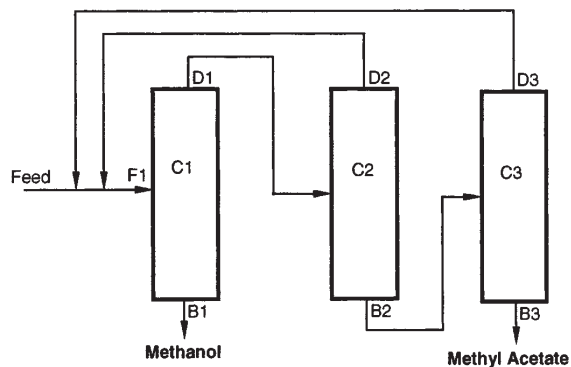 D1
D2
D3
Feed
F1
C1
C2
C3
B1
B2
B3
Methanol
Methyl Acetate